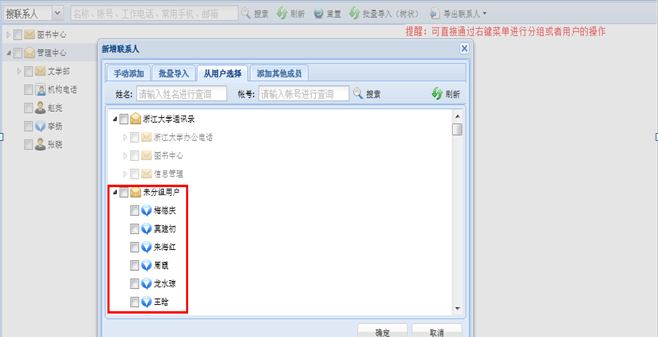 按联系人 名称、帐号、工作电话、常用手机、邮箱 搜索 刷新 重置 批量导入（树状） 导出联系人
提醒：可直接通过右键菜单进行分组或者用户的操作
图书中心
管理中心
文学部
机构电话
赵亮
李扬
张晓
新增联系人
手动添加 批量导入 从用户选择 添加其他成员
姓名: 请输入姓名进行查询 帐号: 请输入帐号进行查询 搜索 刷新
浙江大学通讯录
浙江大学办公电话
图书中心
信息管理
未分组用户
梅德庆
莫建初
朱海红
周巍
龙水琼
王晗
确定 取消